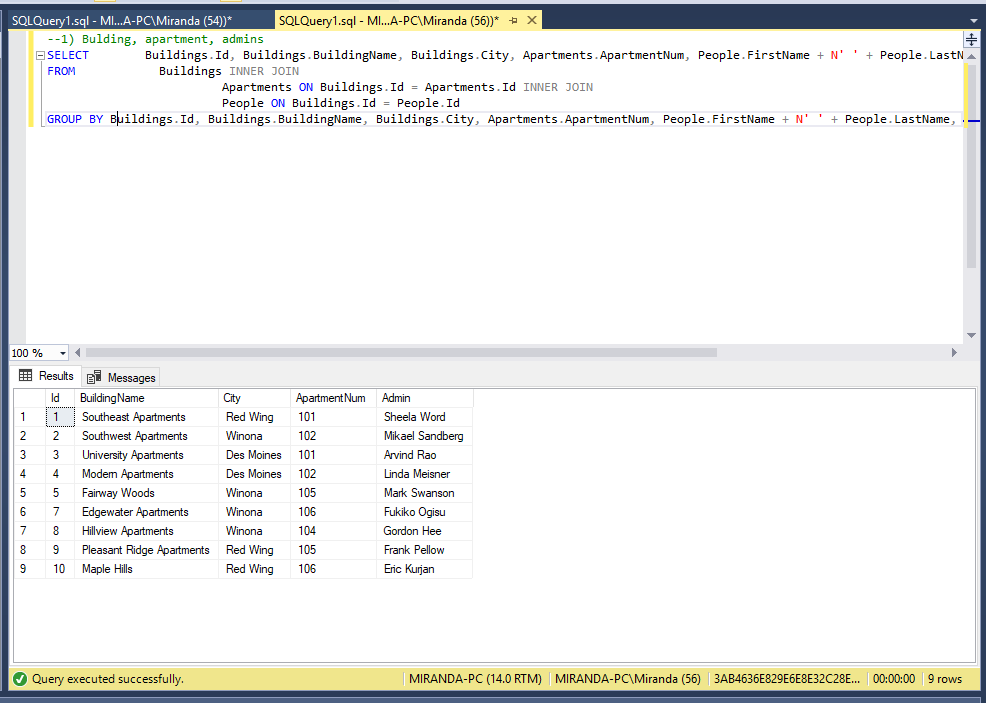 SQLQuery1.sql - MI...A-PC\Miranda (54))* SQLQuery1.sql - MI...A-PC\Miranda (56))*
--1) Bulding, apartment, admins
SELECT Buildings.Id, Buildings.BuildingName, Buildings.City, Apartments.ApartmentNum, People.FirstName + N' ' + People.LastN
FROM Buildings INNER JOIN
Apartments ON Buildings.Id = Apartments.Id INNER JOIN
People ON Buildings.Id = People.Id
GROUP BY Buildings.Id, Buildings.BuildingName, Buildings.City, Apartments.ApartmentNum, People.FirstName + N' ' + People.LastName,
100 %
Results Messages
Id BuildingName City ApartmentNum Admin
1 1 Southeast Apartments Red Wing 101 Sheela Word
2 2 Southwest Apartments Winona 102 Mikael Sandberg
3 3 University Apartments Des Moines 101 Arvind Rao
4 4 Modern Apartments Des Moines 102 Linda Meisner
5 5 Fairway Woods Winona 105 Mark Swanson
6 7 Edgewater Apartments Winona 106 Fukiko Ogisu
7 8 Hillview Apartments Winona 104 Gordon Hee
8 9 Pleasant Ridge Apartments Red Wing 105 Frank Pellow
9 10 Maple Hills Red Wing 106 Eric Kurjan
Query executed successfully. MIRANDA-PC (14.0 RTM) MIRANDA-PC\Miranda (56) 3AB4636E829E6E8E32C28E... 00:00:00 9 rows